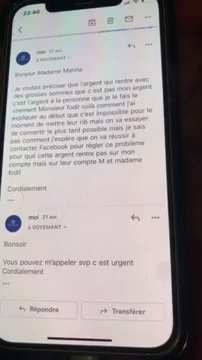 22:40
moi 14 avr.
à VOYEMANT
Bonsoir Madame Marina
Je voulais préciser que l'argent qui rentre avec
des grosses sommes que c est pas mon argent
c'est l'argent à la personne que je le fais le
virement Monsieur fodil voilà comment j'ai
expliquer au début que c'est impossible pour le
moment de mettre leur rib mais on va essayer
de convertir le plus tard possible mais je sais
pas comment j'espère que on va réussir à
contacter Facebook pour régler ce problème
pour qué cette argent rentre pas sur mon
compte mais sur leur compte M et madame
fodil
Cordialement
moi 21 avr.
à VOYEMANT
Bonsoir
Vous pouvez m'appeler svp c est urgent
Cordialement
Répondre
Transférer